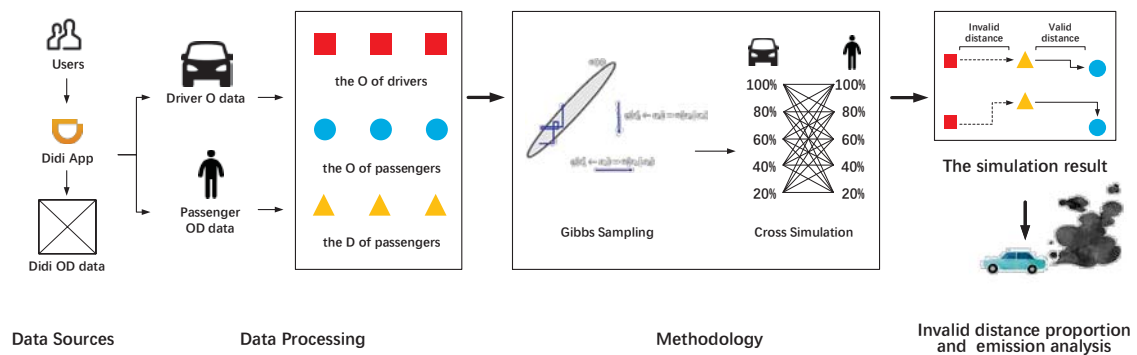 Users
Didi App
Didi OD data
Driver O data
Passenger
OD data
the O of drivers
the O of passengers
the D of passengers
Gibbs Sampling
100%
80%
60%
40%
20%
100%
80%
60%
40%
20%
Cross Simulation
Invalid
distance
Valid
distance
The simulation result
Data Sources
Data Processing
Methodology
Invalid distance proportion
and emission analysis